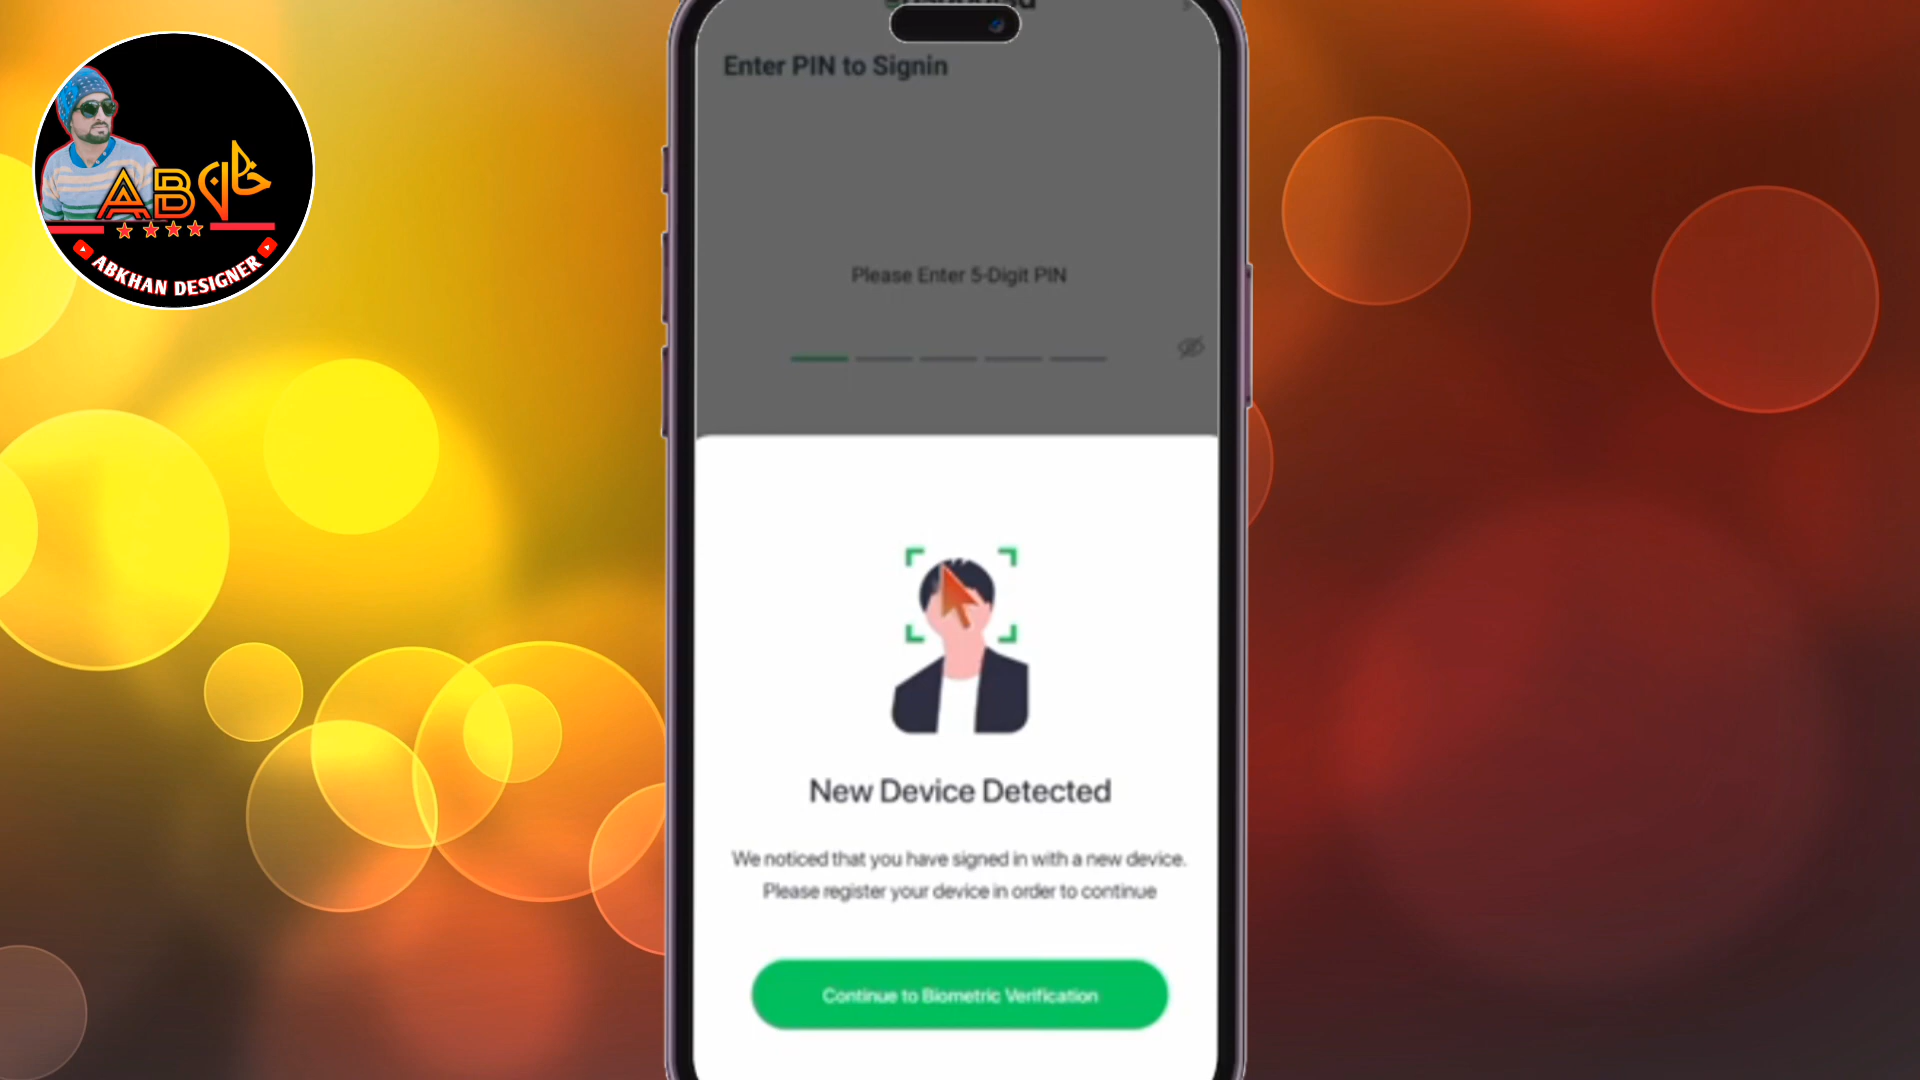 Enter PIN to Signin
Please Enter 5-Digit PIN
AB خان
ABKHAN DESIGNER
New Device Detected
We noticed that you have signed in with a new device.
Please register your device in order to continue
Continue to Biometric Verification